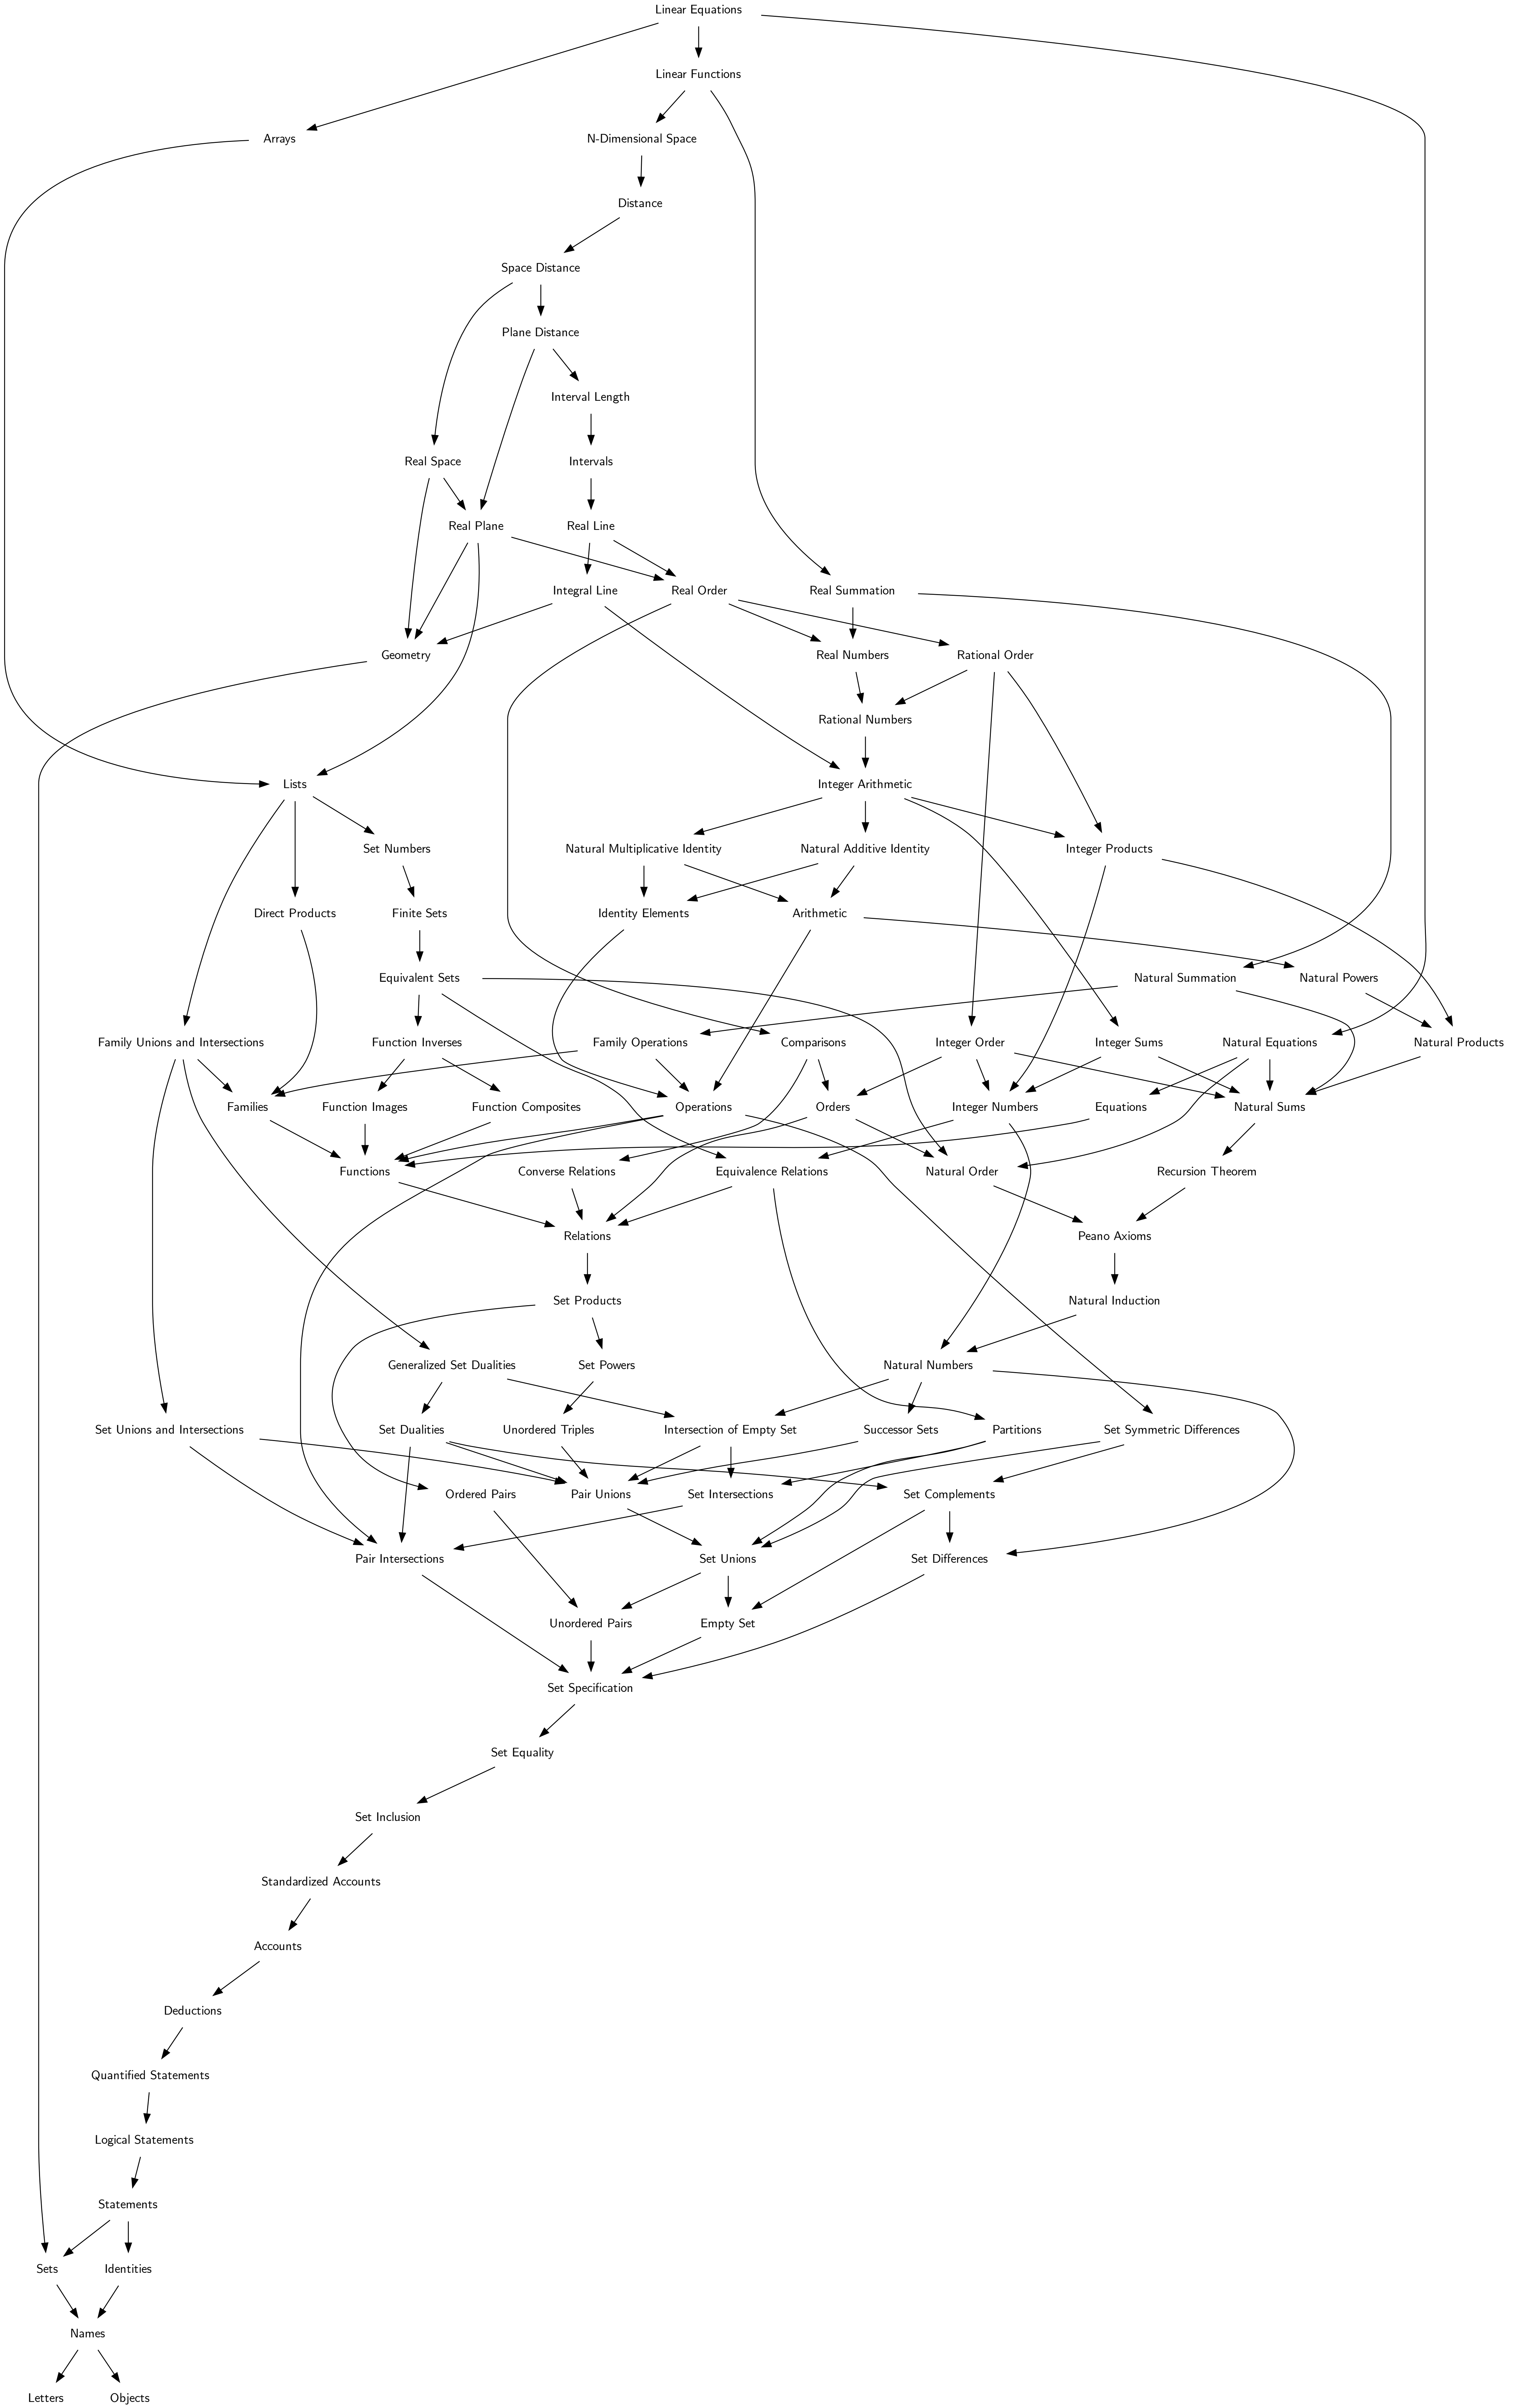 Linear Equations
Linear Functions
Arrays
N-Dimensional Space
Distance
Space Distance
Plane Distance
Interval Length
Real Space
Intervals
Real Plane
Real Line
Integral Line
Real Order
Real Summation
Geometry
Real Numbers
Rational Order
Rational Numbers
Lists
Integer Arithmetic
Set Numbers
Natural Multiplicative Identity
Natural Additive Identity
Integer Products
Direct Products
Finite Sets
Identity Elements
Arithmetic
Equivalent Sets
Natural Summation
Natural Powers
Family Unions and Intersections
Function Inverses
Family Operations
Comparisons
Integer Order
Integer Sums
Natural Equations
Natural Products
Families
Function Images
Function Composites
Operations
Orders
Integer Numbers
Equations
Natural Sums
Functions
Converse Relations
Equivalence Relations
Natural Order
Recursion Theorem
Relations
Peano Axioms
Set Products
Natural Induction
Generalized Set Dualities
Set Powers
Natural Numbers
Set Unions and Intersections
Set Dualities
Unordered Triples
Intersection of Empty Set
Successor Sets
Partitions
Set Symmetric Differences
Ordered Pairs
Pair Unions
Set Intersections
Set Complements
Pair Intersections
Set Unions
Set Differences
Unordered Pairs
Empty Set
Set Specification
Set Equality
Set Inclusion
Standardized Accounts
Accounts
Deductions
Quantified Statements
Logical Statements
Statements
Sets
Identities
Names
Letters
Objects